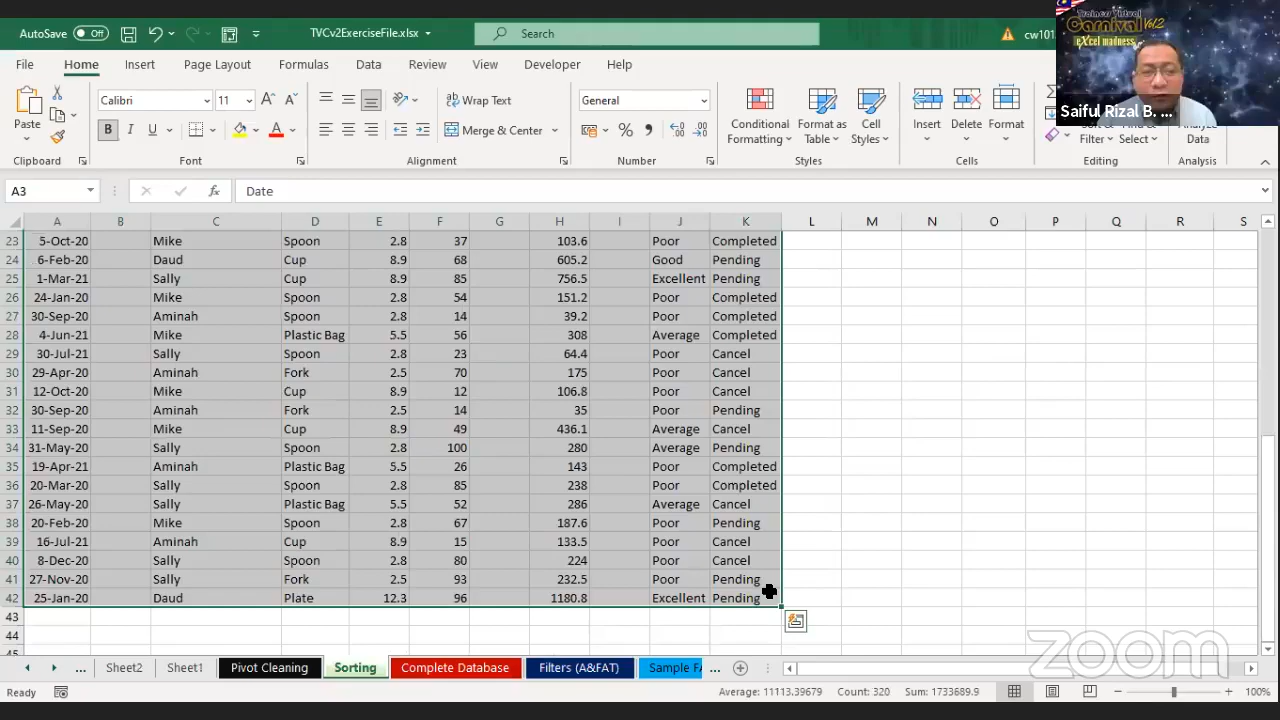 AutoSave Off TVCv2ExerciseFile.xlsx Search cw101
Trainers Virtual
Carnival Vol2
eXcel madness
Saiful Rizal B. ...
File Home Insert Page Layout Formulas Data Review View Developer Help
Paste Calibri 11 Wrap Text General Conditional Formatting Format as Table Cell Styles Insert Delete Format
B I U Merge & Center Filter Select Data
Clipboard Font Alignment Number Styles Cells Editing Analysis
A3 fx Date
A B C D E F G H I J K L M N O P Q R S
23 5-Oct-20 Mike Spoon 2.8 37 103.6 Poor Completed
24 6-Feb-20 Daud Cup 8.9 68 605.2 Good Pending
25 1-Mar-21 Sally Cup 8.9 85 756.5 Excellent Pending
26 24-Jan-20 Mike Spoon 2.8 54 151.2 Poor Completed
27 30-Sep-20 Aminah Spoon 2.8 14 39.2 Poor Completed
28 4-Jun-21 Mike Plastic Bag 5.5 56 308 Average Completed
29 30-Jul-21 Sally Spoon 2.8 23 64.4 Poor Cancel
30 29-Apr-20 Aminah Fork 2.5 70 175 Poor Cancel
31 12-Oct-20 Mike Cup 8.9 12 106.8 Poor Cancel
32 30-Sep-20 Aminah Fork 2.5 14 35 Poor Pending
33 11-Sep-20 Mike Cup 8.9 49 436.1 Average Cancel
34 31-May-20 Sally Spoon 2.8 100 280 Average Pending
35 19-Apr-21 Aminah Plastic Bag 5.5 26 143 Poor Completed
36 20-Mar-20 Sally Spoon 2.8 85 238 Poor Completed
37 26-May-20 Sally Plastic Bag 5.5 52 286 Average Cancel
38 20-Feb-20 Mike Spoon 2.8 67 187.6 Poor Pending
39 16-Jul-21 Aminah Cup 8.9 15 133.5 Poor Cancel
40 8-Dec-20 Sally Spoon 2.8 80 224 Poor Cancel
41 27-Nov-20 Sally Fork 2.5 93 232.5 Poor Pending
42 25-Jan-20 Daud Plate 12.3 96 1180.8 Excellent Pending
43
44
zoom
... Sheet2 Sheet1 Pivot Cleaning Sorting Complete Database Filters (A&FAT) Sample FA ...
Ready Average: 11113.39679 Count: 320 Sum: 1733689.9 100%